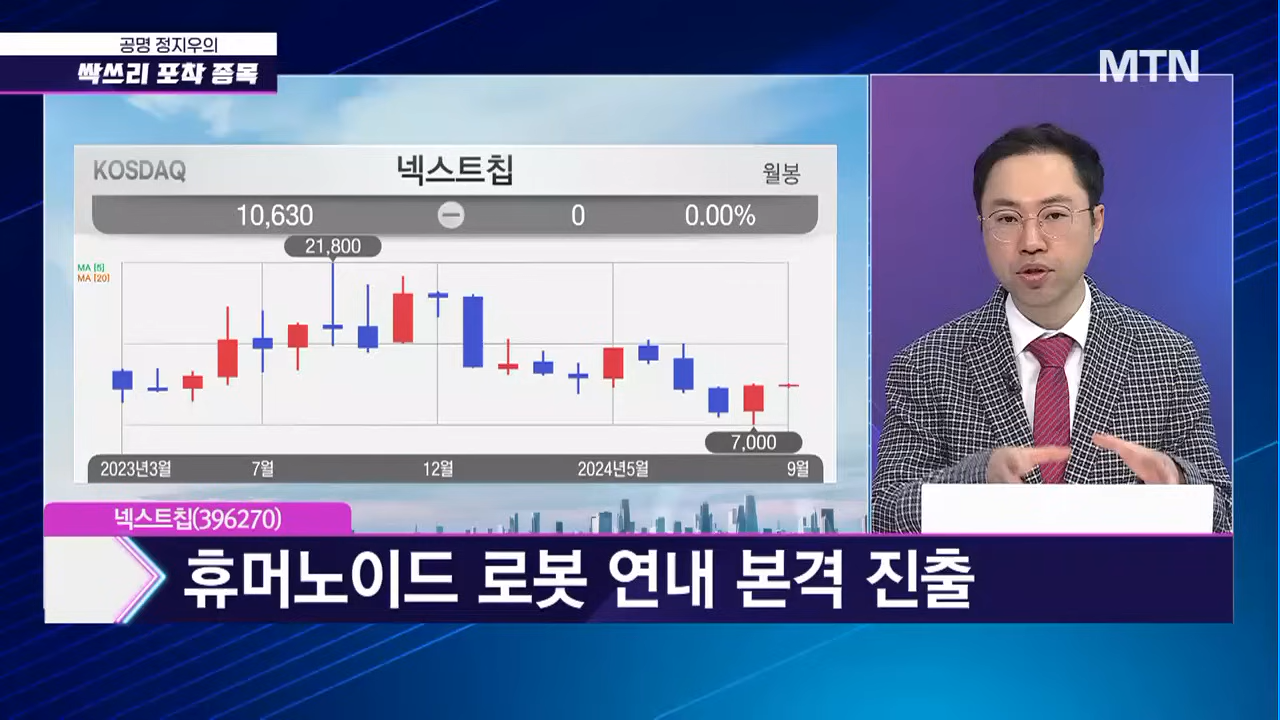 공명 정지우의
싹쓰리 포착 종목
MTN
KOSDAQ
넥스트칩
월봉
10,630
0
0.00%
21,800
MA [5]
MA [20]
7,000
2023년3월
7월
12월
2024년5월
9월
넥스트칩(396270)
휴머노이드 로봇 연내 본격 진출